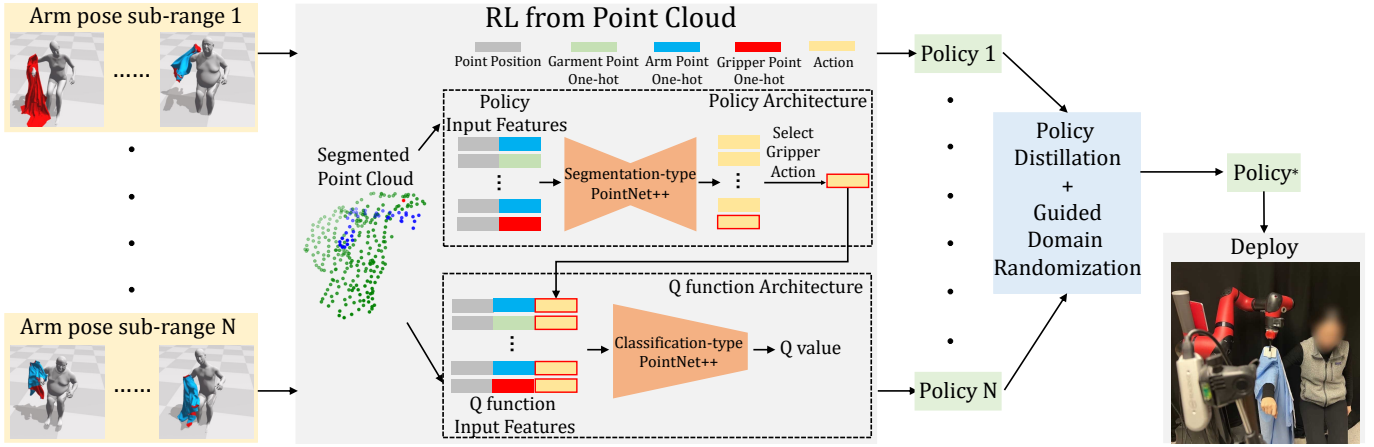 Arm pose sub-range 1
......
Arm pose sub-range N
......
RL from Point Cloud
Point Position
Garment Point
One-hot
Arm Point
One-hot
Gripper Point
One-hot
Action
Segmented
Point Cloud
Policy
Input Features
Policy Architecture
Segmentation-type
PointNet++
Select
Gripper
Action
Q function Architecture
Classification-type
PointNet++
Q value
Q function
Input Features
Policy 1
Policy N
Policy
Distillation
+
Guided
Domain
Randomization
Policy*
Deploy